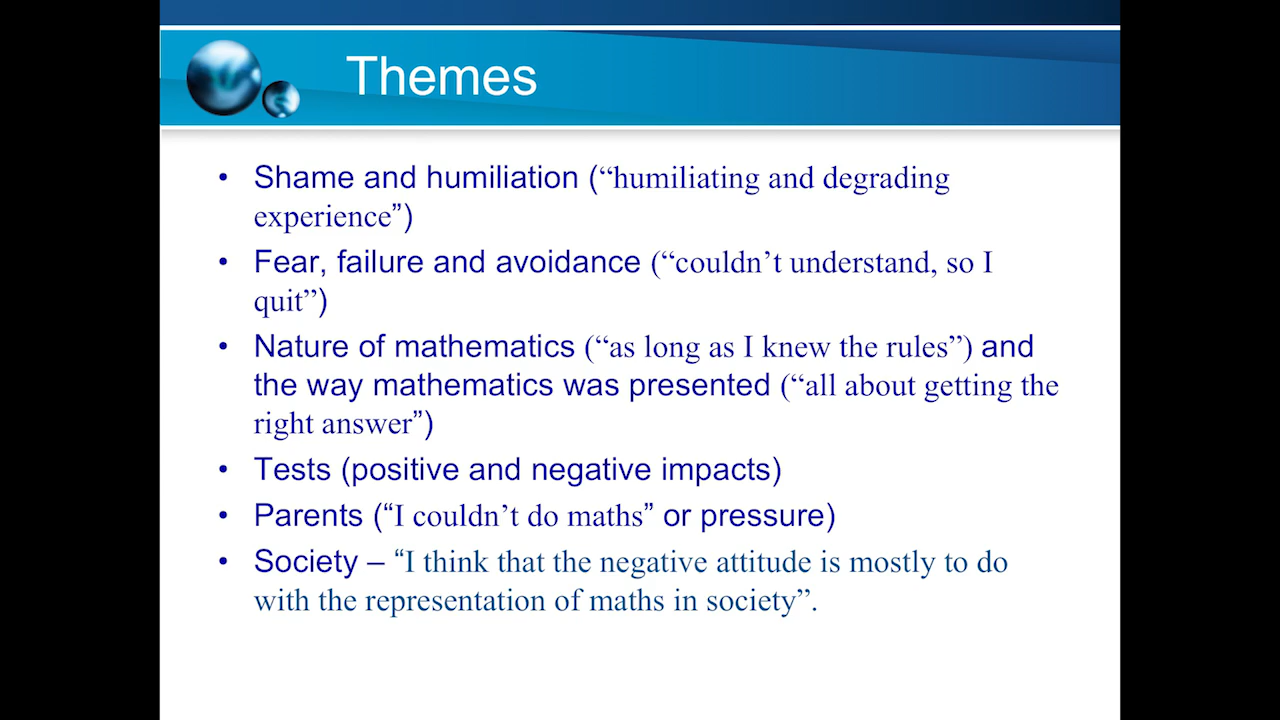 Themes
• Shame and humiliation (“humiliating and degrading
experience”)
• Fear, failure and avoidance (“couldn’t understand, so I
quit”)
• Nature of mathematics (“as long as I knew the rules”) and
the way mathematics was presented (“all about getting the
right answer”)
• Tests (positive and negative impacts)
• Parents (“I couldn’t do maths” or pressure)
• Society – “I think that the negative attitude is mostly to do
with the representation of maths in society”.